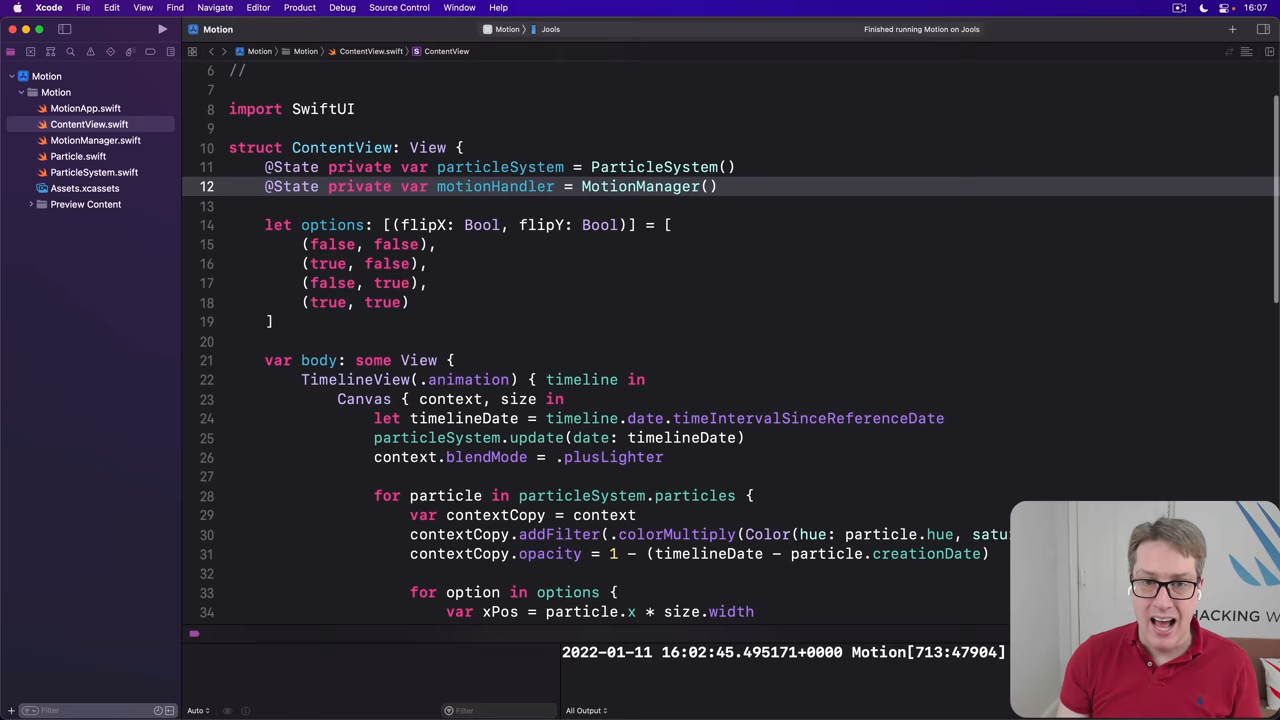 Xcode File Edit View Find Navigate Editor Product Debug Source Control Window Help 16:07
Motion Motion Jools Finished running Motion on Jools
Motion Motion ContentView.swift ContentView
Motion
Motion
MotionApp.swift
ContentView.swift
MotionManager.swift
Particle.swift
ParticleSystem.swift
Assets.xcassets
Preview Content
6 //
7
8 import SwiftUI
9
10 struct ContentView: View {
11 @State private var particleSystem = ParticleSystem()
12 @State private var motionHandler = MotionManager()
13
14 let options: [(flipX: Bool, flipY: Bool)] = [
15 (false, false),
16 (true, false),
17 (false, true),
18 (true, true)
19 ]
20
21 var body: some View {
22 TimelineView(.animation) { timeline in
23 Canvas { context, size in
24 let timelineDate = timeline.date.timeIntervalSinceReferenceDate
25 particleSystem.update(date: timelineDate)
26 context.blendMode = .plusLighter
27
28 for particle in particleSystem.particles {
29 var contextCopy = context
30 contextCopy.addFilter(.colorMultiply(Color(hue: particle.hue, satu
31 contextCopy.opacity = 1 - (timelineDate - particle.creationDate)
32
33 for option in options {
34 var xPos = particle.x * size.width
2022-01-11 16:02:45.495171+0000 Motion[713:47904]
HACKING W
Filter Auto Filter All Output